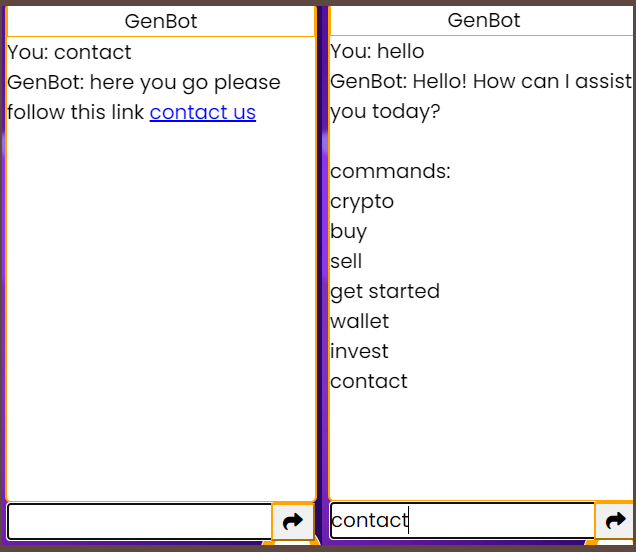 GenBot
You: contact
GenBot: here you go please
follow this link contact us
GenBot
You: hello
GenBot: Hello! How can I assist
you today?
commands:
crypto
buy
sell
get started
wallet
invest
contact
contact